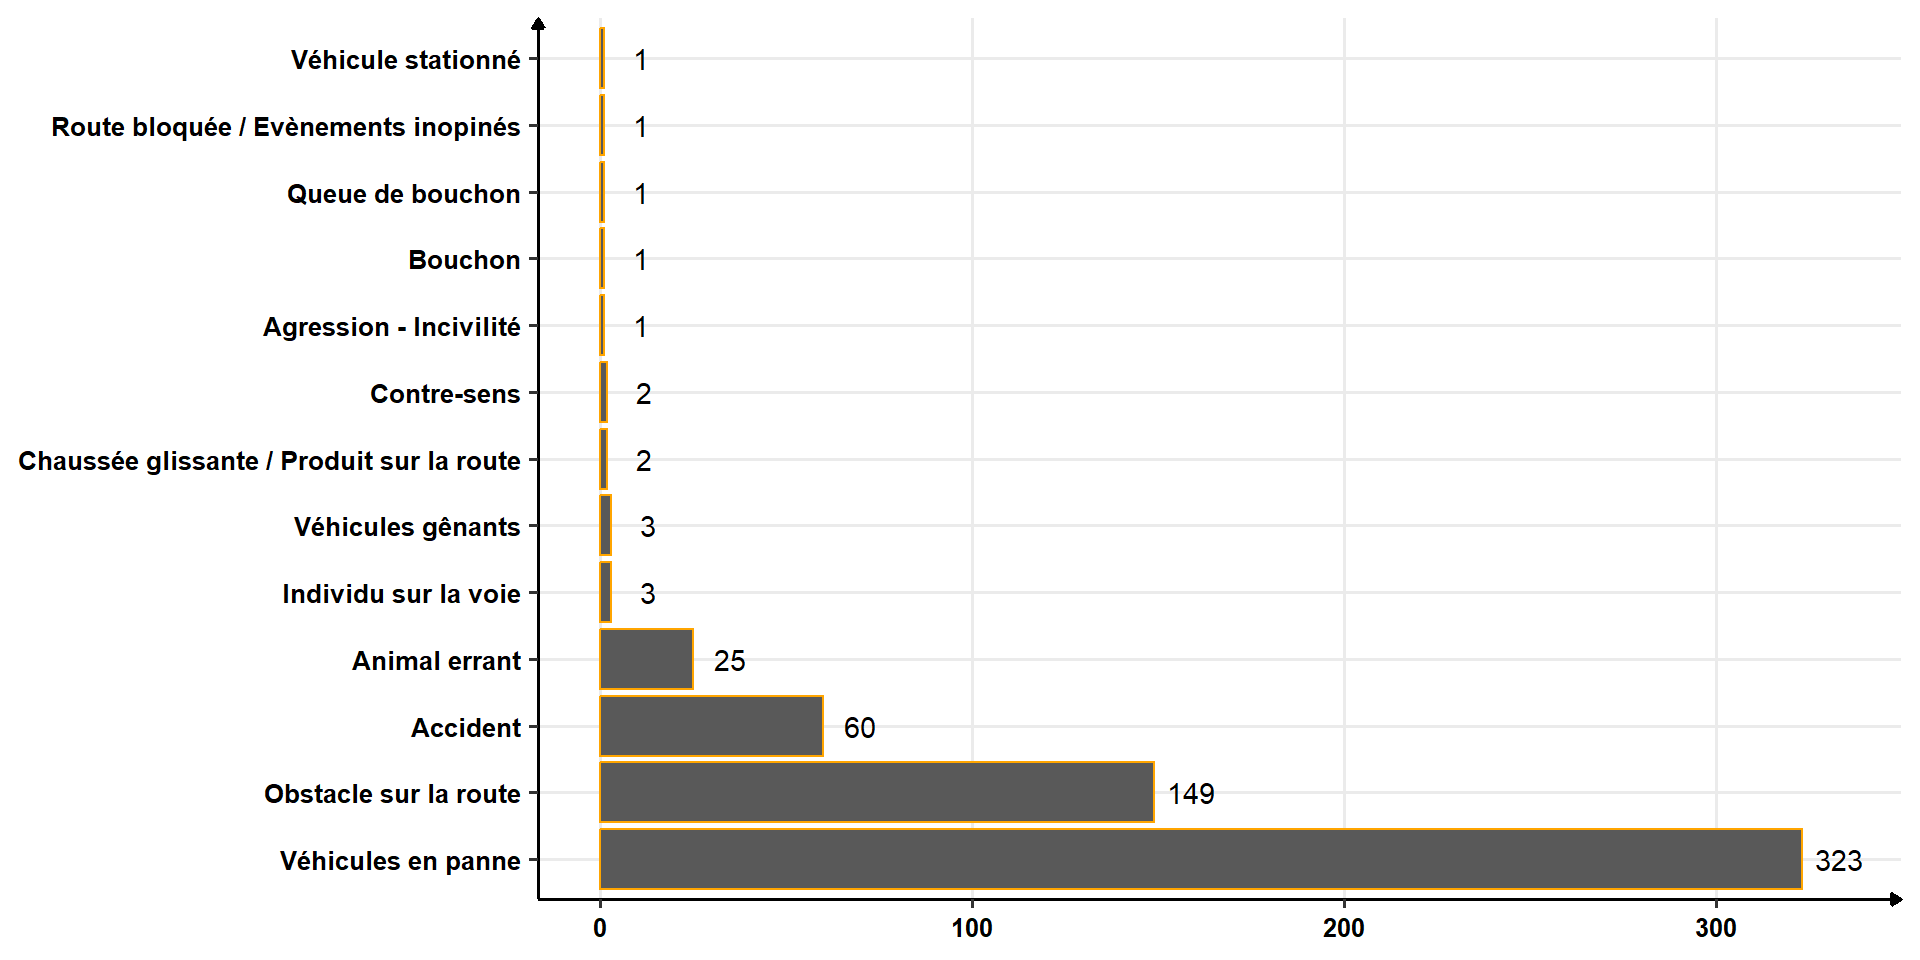 Véhicule stationné 1
Route bloquée / Evènements inopinés 1
Queue de bouchon 1
Bouchon 1
Agression - Incivilité 1
Contre-sens 2
Chaussée glissante / Produit sur la route 2
Véhicules gênants 3
Individu sur la voie 3
Animal errant 25
Accident 60
Obstacle sur la route 149
Véhicules en panne 323
0 100 200 300